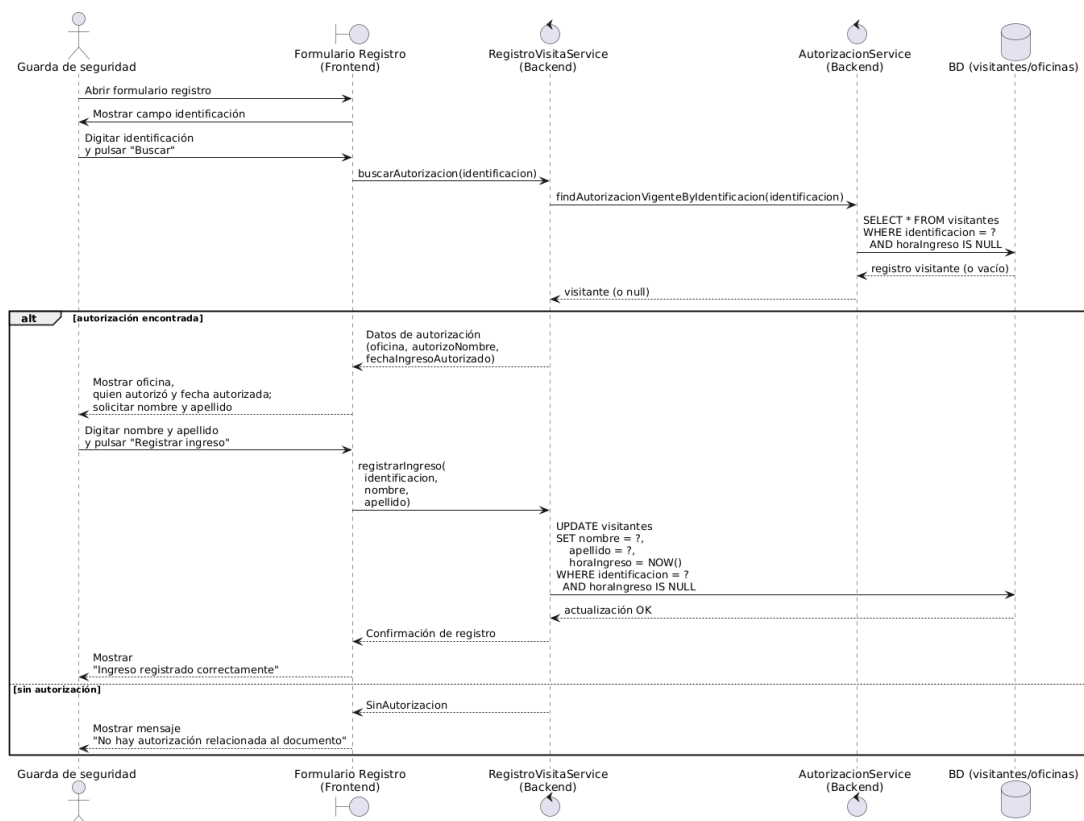 Guarda de seguridad
Formulario Registro
(Frontend)
RegistroVisitaService
(Backend)
AutorizacionService
(Backend)
BD (visitantes/oficinas)
Abrir formulario registro
Mostrar campo identificación
Digitar identificación
y pulsar "Buscar"
buscarAutorizacion(identificacion)
findAutorizacionVigenteByIdentificacion(identificacion)
SELECT * FROM visitantes
WHERE identificacion = ?
AND horaIngreso IS NULL
registro visitante (o vacío)
visitante (o null)
alt [autorización encontrada]
Datos de autorización
(oficina, autorizoNombre,
fechaIngresoAutorizado)
Mostrar oficina,
quien autorizó y fecha autorizada;
solicitar nombre y apellido
Digitar nombre y apellido
y pulsar "Registrar ingreso"
registrarIngreso(
identificacion,
nombre,
apellido)
UPDATE visitantes
SET nombre = ?,
apellido = ?,
horaIngreso = NOW()
WHERE identificacion = ?
AND horaIngreso IS NULL
actualización OK
Confirmación de registro
Mostrar
"Ingreso registrado correctamente"
[sin autorización]
SinAutorizacion
Mostrar mensaje
"No hay autorización relacionada al documento"
Guarda de seguridad
Formulario Registro
(Frontend)
RegistroVisitaService
(Backend)
AutorizacionService
(Backend)
BD (visitantes/oficinas)